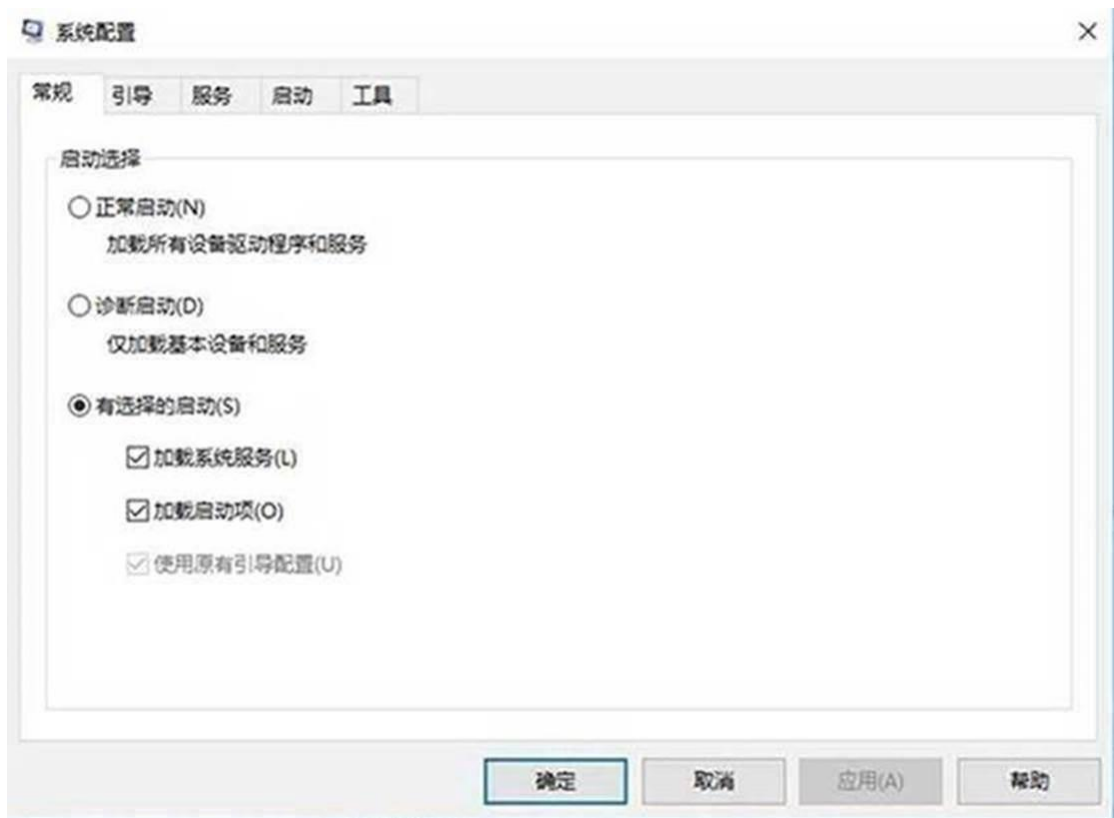 系统配置
常规 引导 服务 启动 工具
启动选择
正常启动(N)
加载所有设备驱动程序和服务
诊断启动(D)
仅加载基本设备和服务
有选择的启动(S)
加载系统服务(L)
加载启动项(O)
使用原有引导配置(U)
确定 取消 应用(A) 帮助